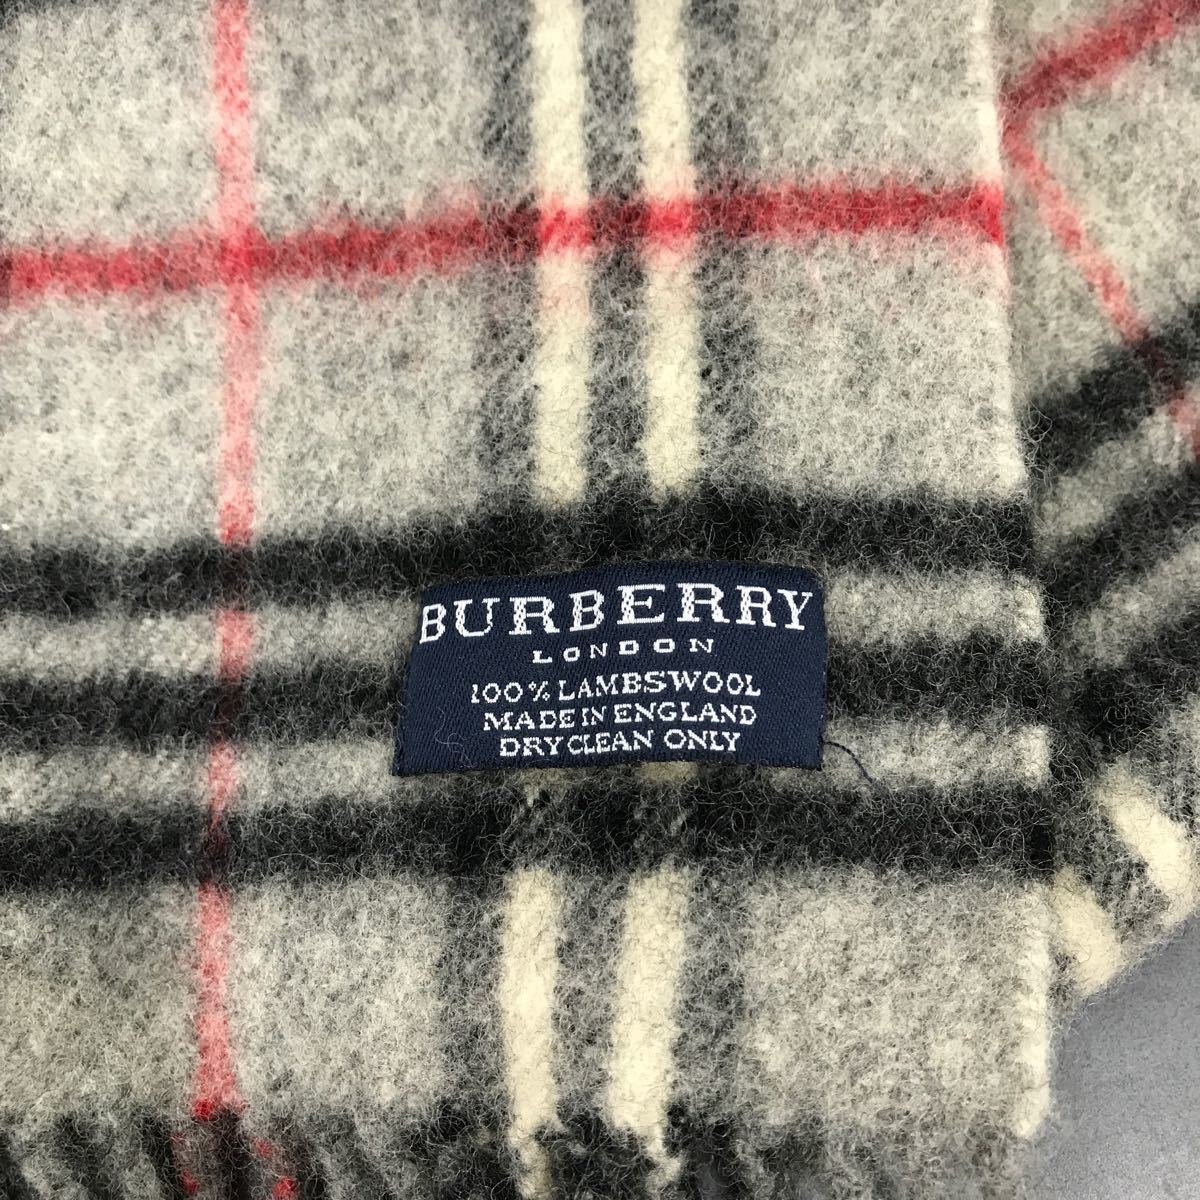 BURBERRY
LONDON
100% LAMBSWOOL
MADE IN ENGLAND
DRY CLEAN ONLY